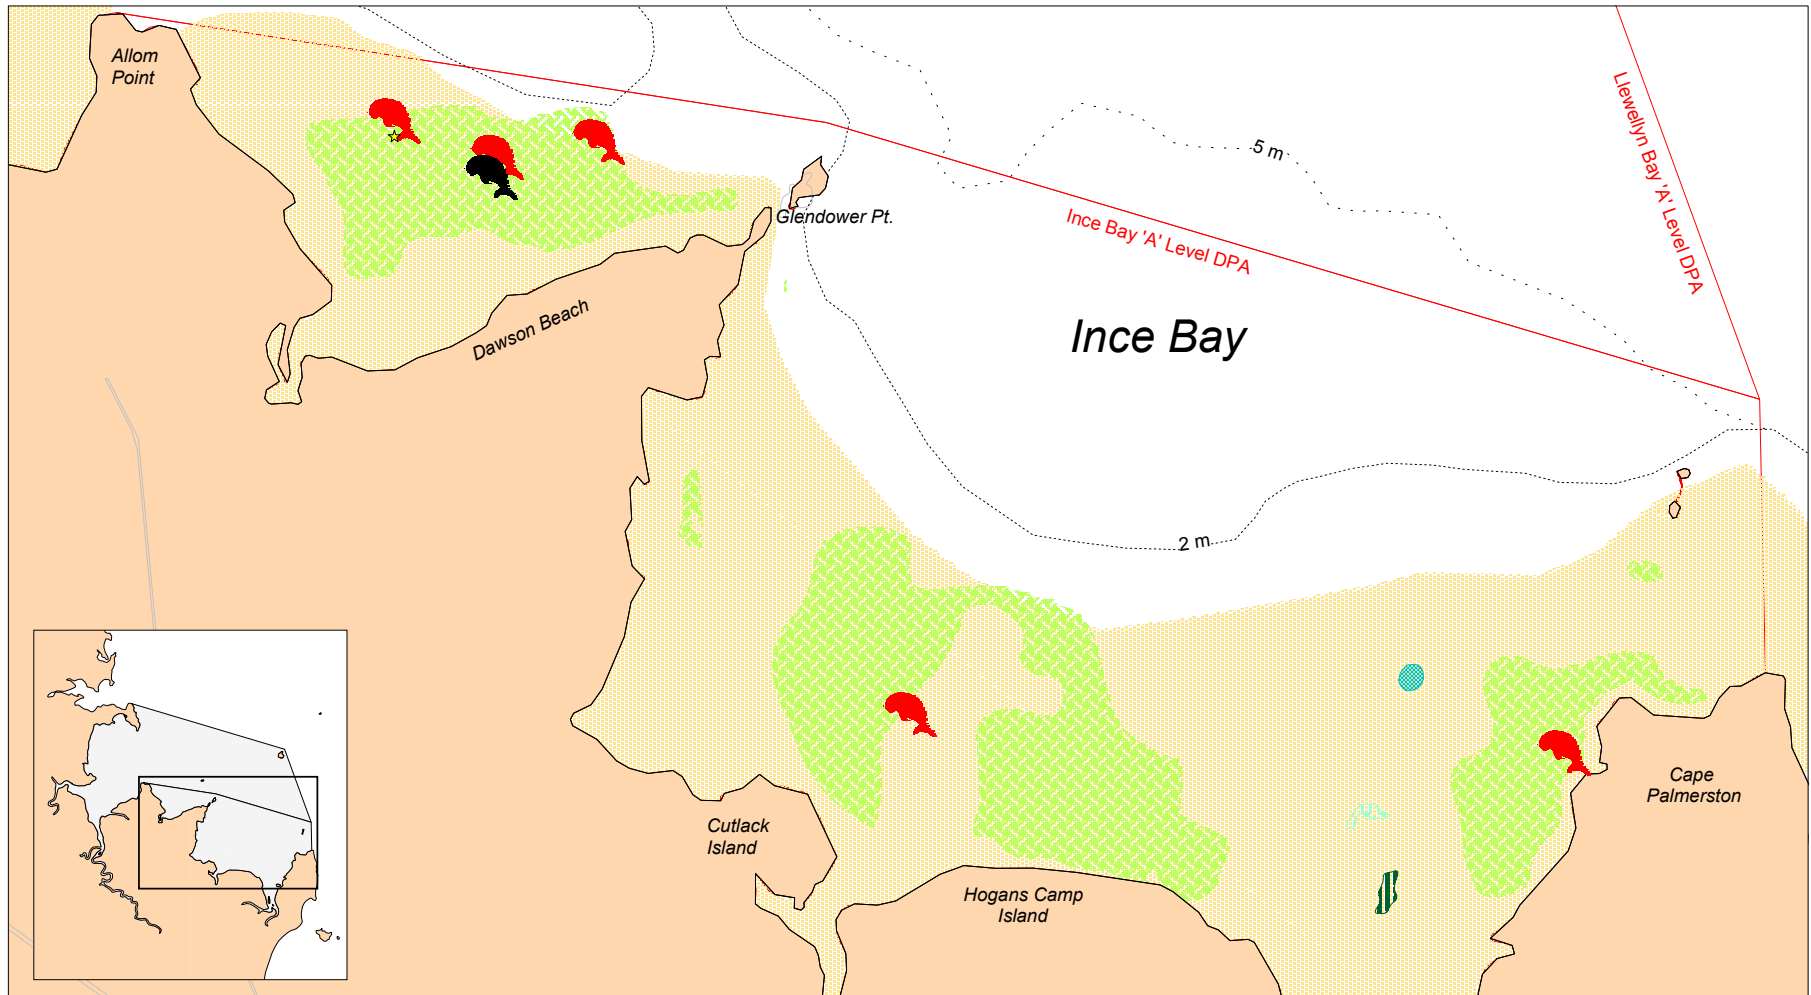 Allom
Point
Llewellyn Bay 'A' Level DPA
5 m
Glendower Pt.
Ince Bay 'A' Level DPA
Dawson Beach
Ince Bay
2 m
Cape
Palmerston
Cutlack
Island
Hogans Camp
Island